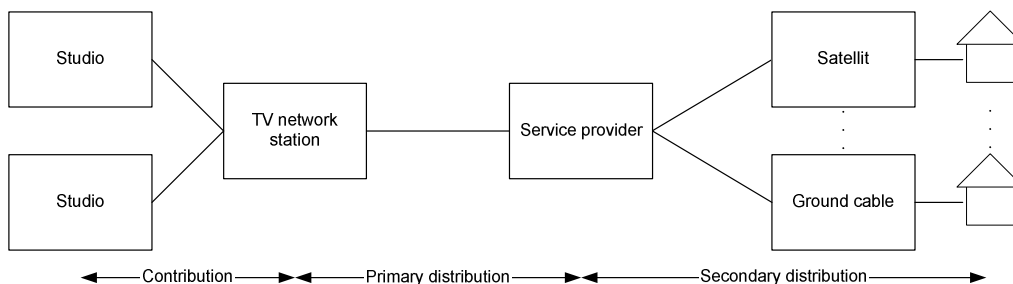 Studio
Studio
TV network
station
Service provider
Satellit
Ground cable
Contribution
Primary distribution
Secondary distribution